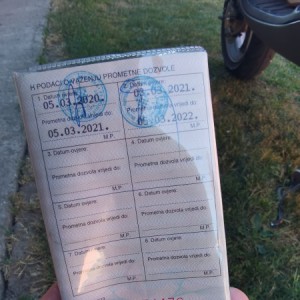 H PODACI O VAŽENJU PROMETNE DOZVOLE
1. Datum ovjere:
05.03.2020.
Prometna dozvola vrijedi do:
05.03.2021.
M.P.
2. Datum ovjere:
05.03.2021.
Prometna dozvola vrijedi do:
05.03.2022.
M.P.
3. Datum ovjere:
Prometna dozvola vrijedi do:
M.P.
4. Datum ovjere:
Prometna dozvola vrijedi do:
M.P.
5. Datum ovjere:
Prometna dozvola vrijedi do:
M.P.
6. Datum ovjere:
Prometna dozvola vrijedi do:
M.P.
7. Datum ovjere:
Prometna dozvola vrijedi do:
M.P.
8. Datum ovjere:
Prometna dozvola vrijedi do:
M.P.